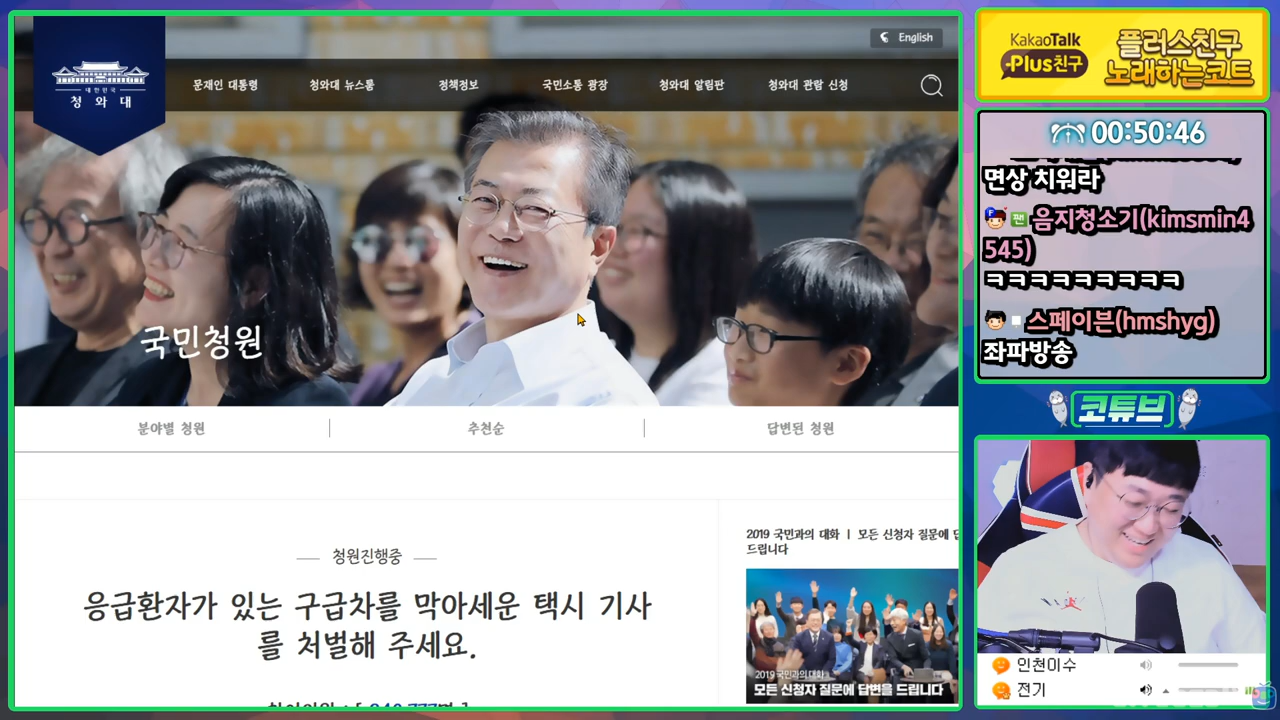 English
대한민국
청와대
문재인 대통령
청와대 뉴스룸
정책정보
국민소통 광장
청와대 알림판
청와대 관람 신청
국민청원
분야별 청원
추천순
답변된 청원
청원진행중
응급환자가 있는 구급차를 막아세운 택시 기사
를 처벌해 주세요.
2019 국민과의 대화 ㅣ 모든 신청자 질문에
드립니다
2019 국민과의 대화
모든 신청자 질문에 답변을 드립니다
KakaoTalk
Plus친구
플러스친구
노래하는코트
00:50:46
면상 치워라
F 팬 음지청소기(kimsmin4
545)
ㅋㅋㅋㅋㅋㅋㅋㅋㅋ
스페이븐(hmshyg)
좌파방송
코튜브
인천이수
전기